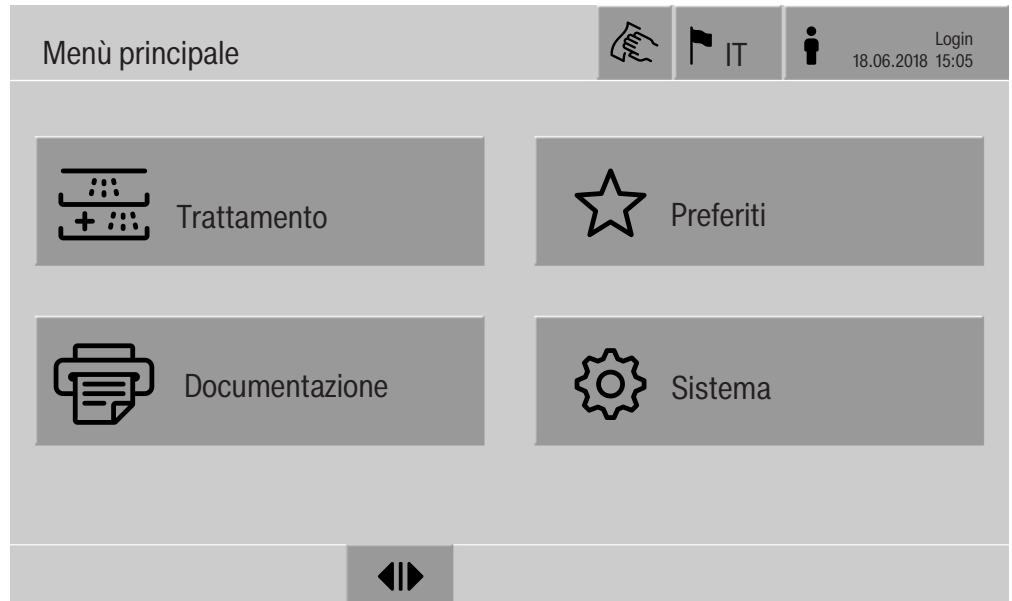 Menù principale
IT
Login
18.06.2018 15:05
Trattamento
Preferiti
Documentazione
Sistema